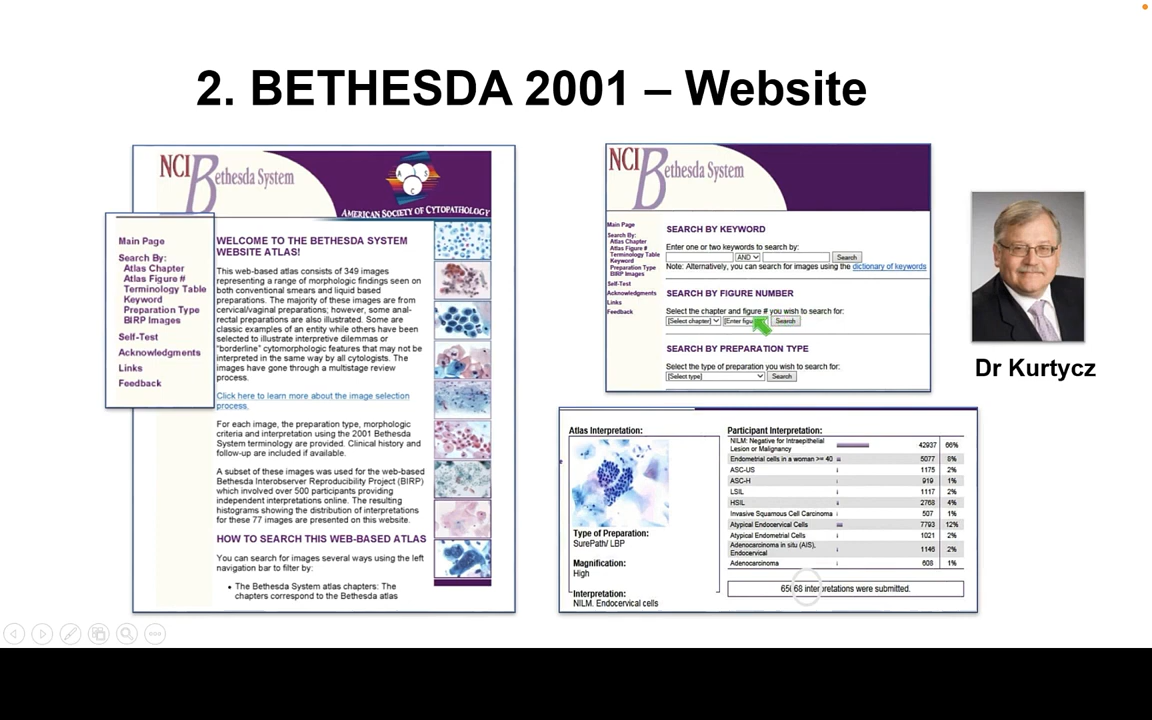 2. BETHESDA 2001 – Website
NCI Bethesda System
AMERICAN SOCIETY OF CYTOPATHOLOGY
Main Page
Search By:
Atlas Chapter
Atlas Figure #
Terminology Table
Keyword
Preparation Type
BIRP Images
Self-Test
Acknowledgments
Links
Feedback
WELCOME TO THE BETHESDA SYSTEM
WEBSITE ATLAS!
This web-based atlas consists of 349 images
representing a range of morphologic findings seen on
both conventional smears and liquid based
preparations. The majority of these images are from
cervical/vaginal preparations; however, some anal-
rectal preparations are also illustrated. Some are
classic examples of an entity while others have been
selected to illustrate interpretive dilemmas or
"borderline" cytomorphologic features that may not be
interpreted in the same way by all cytologists. The
images have gone through a multistage review
process.
Click here to learn more about the image selection
process.
For each image, the preparation type, morphologic
criteria and interpretation using the 2001 Bethesda
System terminology are provided. Clinical history and
follow-up are included if available.
A subset of these images was used for the web-based
Bethesda Interobserver Reproducibility Project (BIRP)
which involved over 500 participants providing
independent interpretations online. The resulting
histograms showing the distribution of interpretations
for these 77 images are presented on this website.
HOW TO SEARCH THIS WEB-BASED ATLAS
You can search for images several ways using the left
navigation bar to filter by:
• The Bethesda System atlas chapters: The
chapters correspond to the Bethesda atlas
NCI Bethesda System
Main Page
Search By:
Atlas Chapter
Atlas Figure #
Terminology Table
Keyword
Preparation Type
BIRP Images
Self-Test
Acknowledgments
Links
Feedback
SEARCH BY KEYWORD
Enter one or two keywords to search by:
AND Search
Note: Alternatively, you can search for images using the dictionary of keywords
SEARCH BY FIGURE NUMBER
Select the chapter and figure # you wish to search for:
[Select chapter] [Enter Search
SEARCH BY PREPARATION TYPE
Select the type of preparation you wish to search for:
[Select type] Search
Dr Kurtycz
Atlas Interpretation:
Type of Preparation:
SurePath/ LBP
Magnification:
High
Interpretation:
NILM. Endocervical cells
Participant Interpretation:
NILM: Negative for Intraepithelial
Lesion or Malignancy 42937 66%
Endometrial cells in a woman >= 40 5077 8%
ASC-US 1175 2%
ASC-H 919 1%
LSIL 1117 2%
HSIL 2768 4%
Invasive Squamous Cell Carcinoma 507 1%
Atypical Endocervical Cells 7793 12%
Atypical Endometrial Cells 1021 2%
Adenocarcinoma in situ (AIS),
Endocervical 1146 2%
Adenocarcinoma 608 1%
interpretations were submitted.